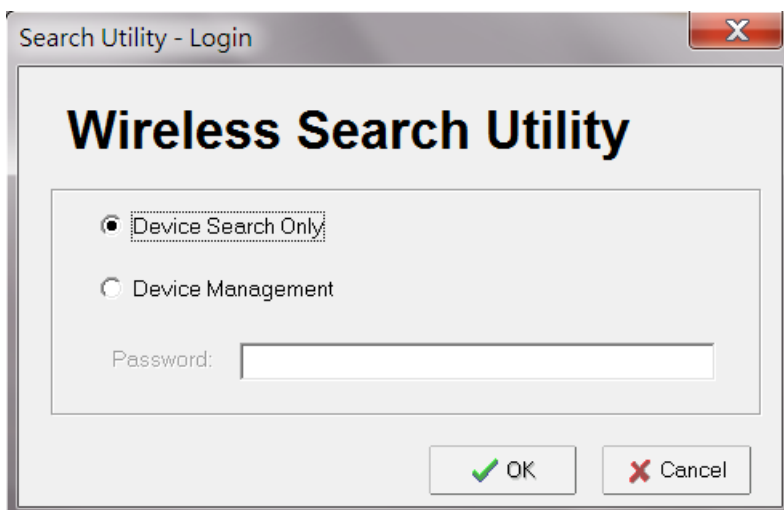 Search Utility - Login
Wireless Search Utility
Device Search Only
Device Management
Password:
OK
Cancel